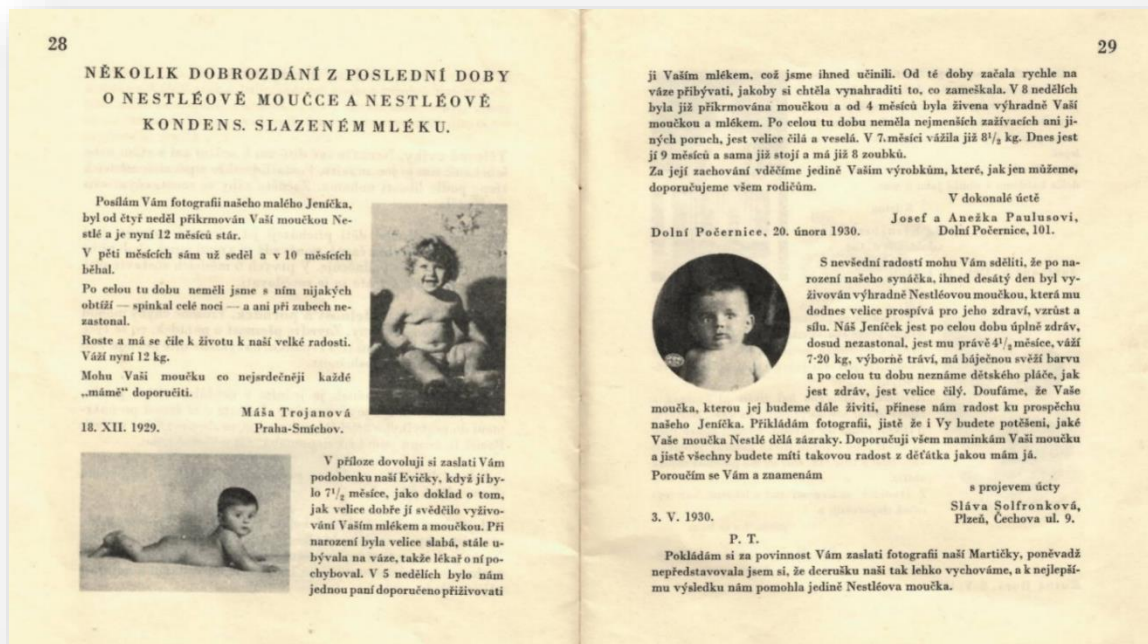 28
NĚKOLIK DOBROZDÁNÍ Z POSLEDNÍ DOBY
O NESTLÉOVĚ MOUČCE A NESTLÉOVĚ
KONDENS. SLAZENÉM MLÉKU.
Posílám Vám fotografii našeho malého Jeníčka,
byl od čtyř neděl přikrmován Vaší moučkou Ne-
stlé a je nyní 12 měsíců stár.
V pěti měsících sám už seděl a v 10 měsících
běhal.
Po celou tu dobu neměli jsme s ním nijakých
obtíží — spinkal celé noci — a ani při zubech ne-
zastonal.
Roste a má se čile k životu k naší velké radosti.
Váží nyní 12 kg.
Mohu Vaši moučku co nejsrdečněji každé
„mámě“ doporučiti.
Máša Trojanová
18. XII. 1929. Praha-Smíchov.
V příloze dovoluji si zaslati Vám
podobenku naší Evičky, když jí by-
lo 7¹/₂ měsíce, jako doklad o tom,
jak velice dobře jí svědčilo vyživo-
vání Vaším mlékem a moučkou. Při
narození byla velice slabá, stále u-
bývala na váze, takže lékař o ní po-
chyboval. V 5 nedělích bylo nám
jednou paní doporučeno přiživovati
29
ji Vaším mlékem, což jsme ihned učinili. Od té doby začala rychle na
váze přibývati, jakoby si chtěla vynahraditi to, co zameškala. V 8 nedělích
byla již přikrmována moučkou a od 4 měsíců byla živena výhradně Vaší
moučkou a mlékem. Po celou tu dobu neměla nejmenších zažívacích ani ji-
ných poruch, jest velice čilá a veselá. V 7. měsíci vážila již 8¹/₂ kg. Dnes jest
jí 9 měsíců a sama již stojí a má již 8 zoubků.
Za její zachování vděčíme jedině Vašim výrobkům, které, jak jen můžeme,
doporučujeme všem rodičům.
V dokonalé úctě
Josef a Anežka Paulusovi,
Dolní Počernice, 20. února 1930. Dolní Počernice, 101.
S nevšední radostí mohu Vám sděliti, že po na-
rození našeho synáčka, ihned desátý den byl vy-
živován výhradně Nestléovou moučkou, která mu
dodnes velice prospívá pro jeho zdraví, vzrůst a
sílu. Náš Jeníček jest po celou dobu úplně zdráv,
dosud nezastonal, jest mu právě 4¹/₂ měsíce, váží
7·20 kg, výborně tráví, má báječnou svěží barvu
a po celou tu dobu neznáme dětského pláče, jak
jest zdráv, jest velice čilý. Doufáme, že Vaše
moučka, kterou jej budeme dále živiti, přinese nám radost ku prospěchu
našeho Jeníčka. Přikládám fotografii, jistě že i Vy budete potěšeni, jaké
Vaše moučka Nestlé dělá zázraky. Doporučuji všem maminkám Vaši moučku
a jistě všechny budete míti takovou radost z děťátka jakou mám já.
Poroučím se Vám a znamenám
s projevem úcty
Sláva Solfronková,
3. V. 1930. Plzeň, Čechova ul. 9.
P. T.
Pokládám si za povinnost Vám zaslati fotografii naší Martičky, poněvadž
nepředstavovala jsem si, že dcerušku naši tak lehko vychováme, a k nejlepší-
mu výsledku nám pomohla jedině Nestléova moučka.